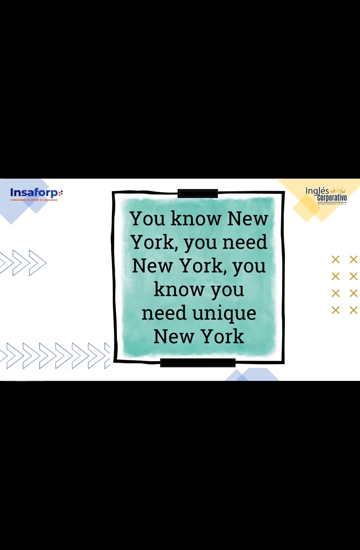 Insaforp
Inglés
Corporativo
You know New
York, you need
New York, you
know you
need unique
New York